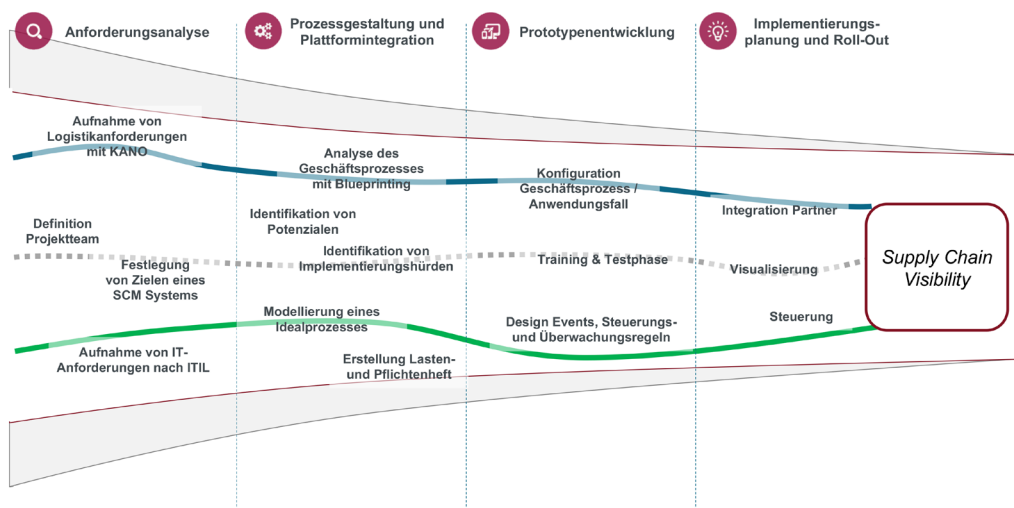 Anforderungsanalyse
Prozessgestaltung und
Plattformintegration
Prototypenentwicklung
Implementierungs-
planung und Roll-Out
Aufnahme von
Logistikanforderungen
mit KANO
Definition
Projektteam
Festlegung
von Zielen eines
SCM Systems
Aufnahme von IT-
Anforderungen nach ITIL
Analyse des
Geschäftsprozesses
mit Blueprinting
Identifikation von
Potenzialen
Identifikation von
Implementierungshürden
Modellierung eines
Idealprozesses
Erstellung Lasten-
und Pflichtenheft
Konfiguration
Geschäftsprozess /
Anwendungsfall
Training & Testphase
Design Events, Steuerungs-
und Überwachungsregeln
Integration Partner
Visualisierung
Steuerung
Supply Chain
Visibility